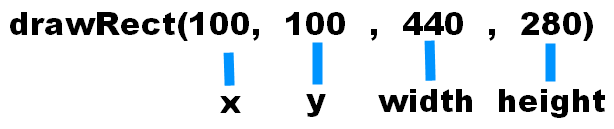 drawRect(100, 100 , 440 , 280)
x y width height